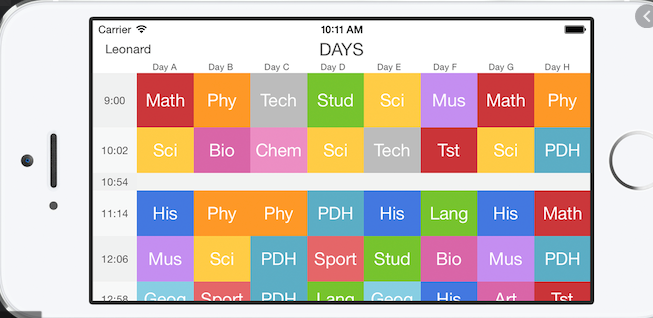 Carrier 10:11 AM
Leonard DAYS
Day A Day B Day C Day D Day E Day F Day G Day H
9:00 Math Phy Tech Stud Sci Mus Math Phy
10:02 Sci Bio Chem Sci Tech Tst Sci PDH
10:54
11:14 His Phy Phy PDH His Lang His Math
12:06 Mus Sci PDH Sport Stud Bio Mus PDH
12:58 Geog Sport PDH Lang Geog His Art Tst